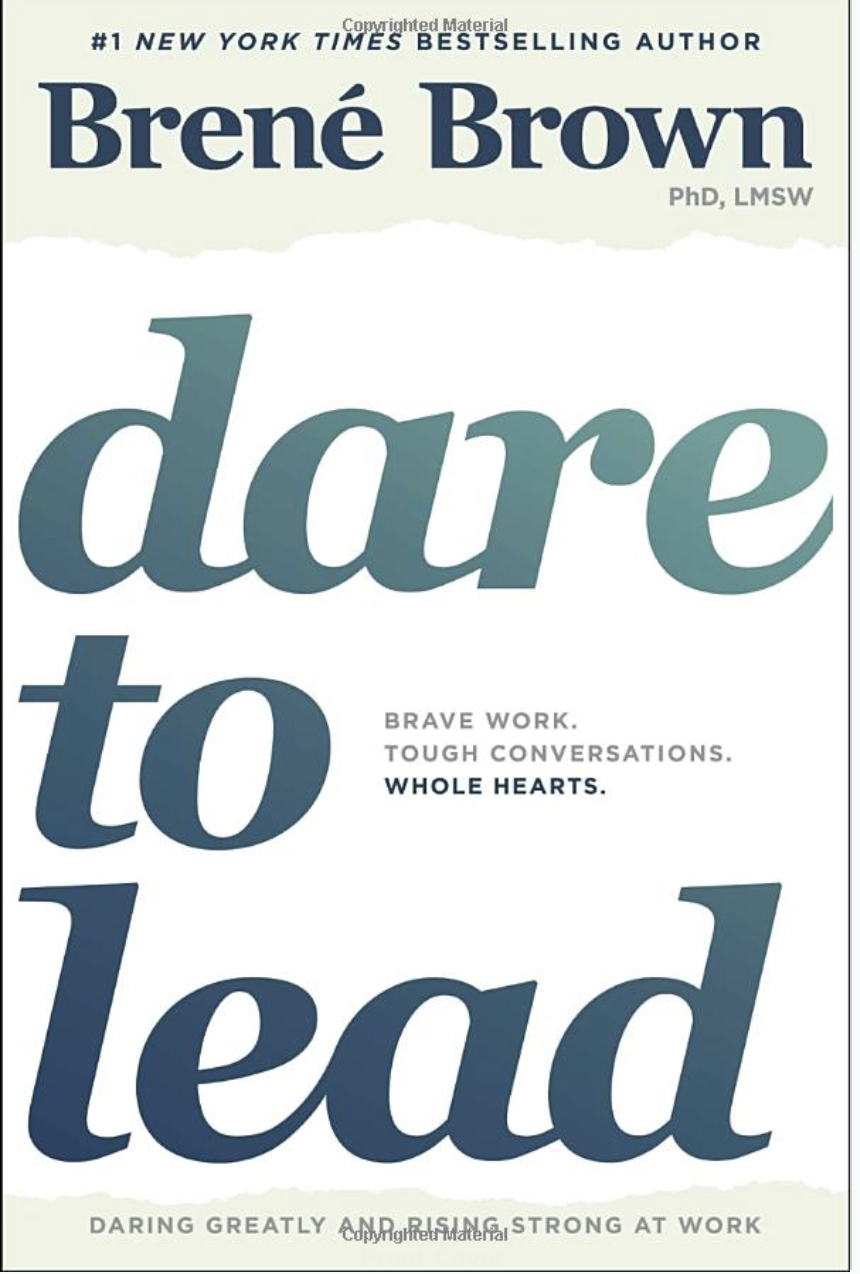 Copyrighted Material
#1 NEW YORK TIMES BESTSELLING AUTHOR
Brené Brown
PhD, LMSW
dare
to
BRAVE WORK.
TOUGH CONVERSATIONS.
WHOLE HEARTS.
lead
DARING GREATLY AND RISING STRONG AT WORK
Copyrighted Material